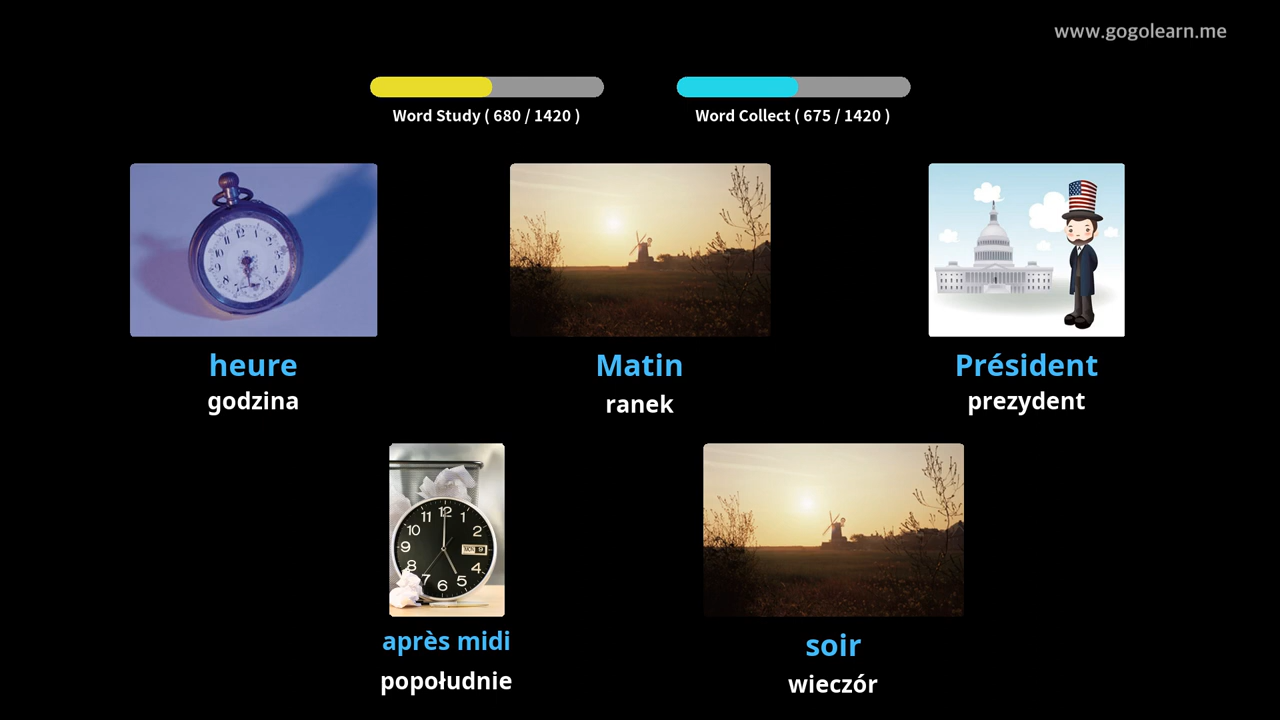 www.gogolearn.me
Word Study ( 680 / 1420 )
Word Collect ( 675 / 1420 )
heure
godzina
Matin
ranek
Président
prezydent
après midi
popołudnie
soir
wieczór